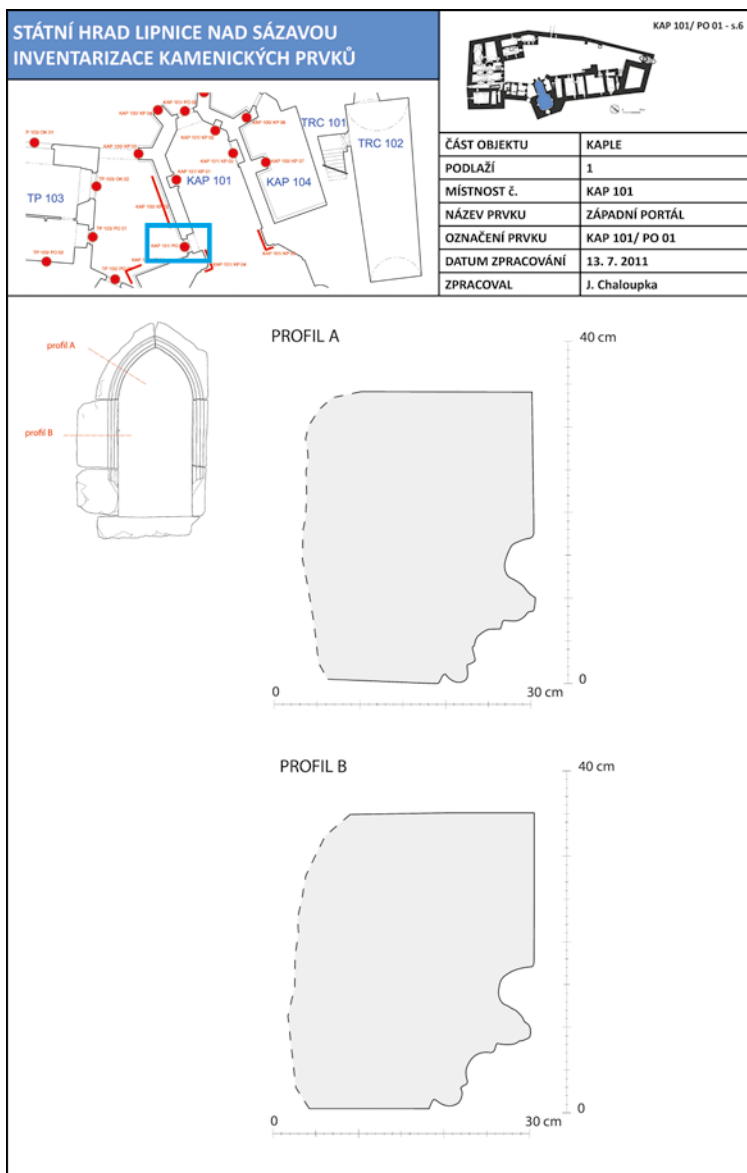 STÁTNÍ HRAD LIPNICE NAD SÁZAVOU
INVENTARIZACE KAMENICKÝCH PRVKŮ
KAP 101/ PO 01 - s.6
ČÁST OBJEKTU KAPLE
PODLAŽÍ 1
MÍSTNOST č. KAP 101
NÁZEV PRVKU ZÁPADNÍ PORTÁL
OZNAČENÍ PRVKU KAP 101/ PO 01
DATUM ZPRACOVÁNÍ 13. 7. 2011
ZPRACOVAL J. Chaloupka
TRC 101
TRC 102
KAP 101
KAP 104
TP 103
profil A
profil B
PROFIL A
40 cm
0
0
30 cm
PROFIL B
40 cm
0
0
30 cm